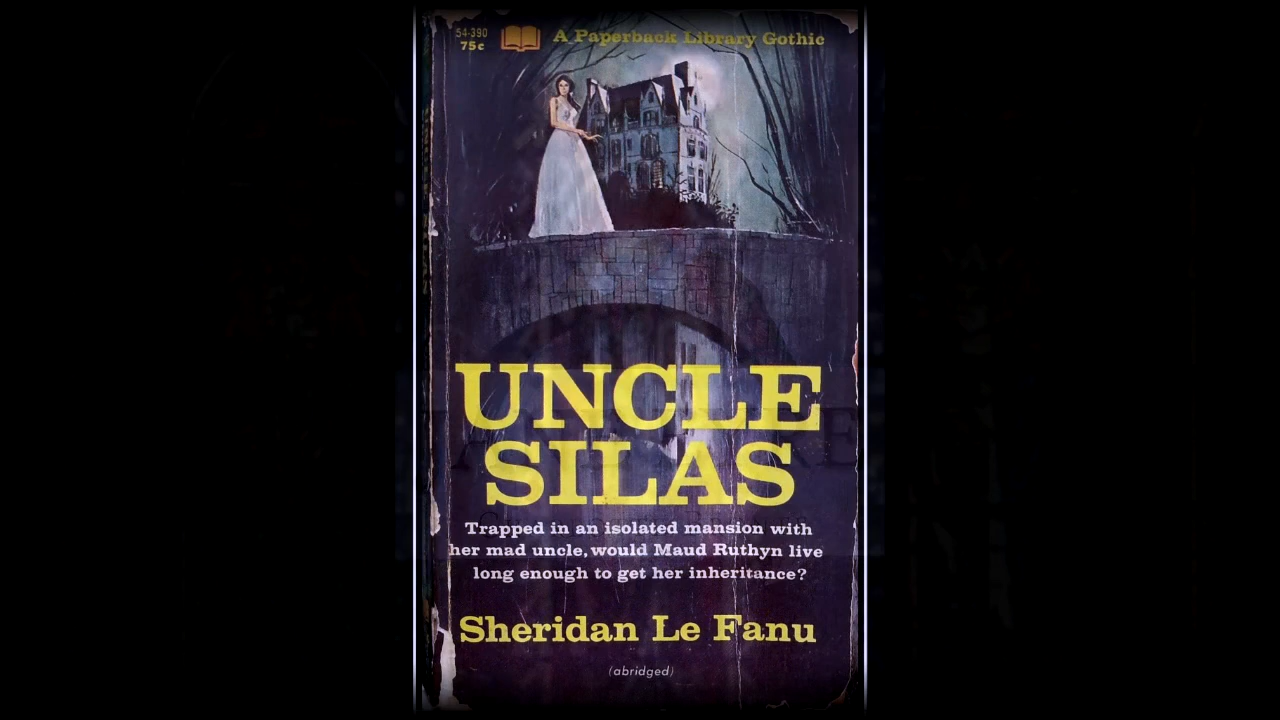 54-390
75c
A Paperback Library Gothic
UNCLE
SILAS
Trapped in an isolated mansion with
her mad uncle, would Maud Ruthyn live
long enough to get her inheritance?
Sheridan Le Fanu
(abridged)